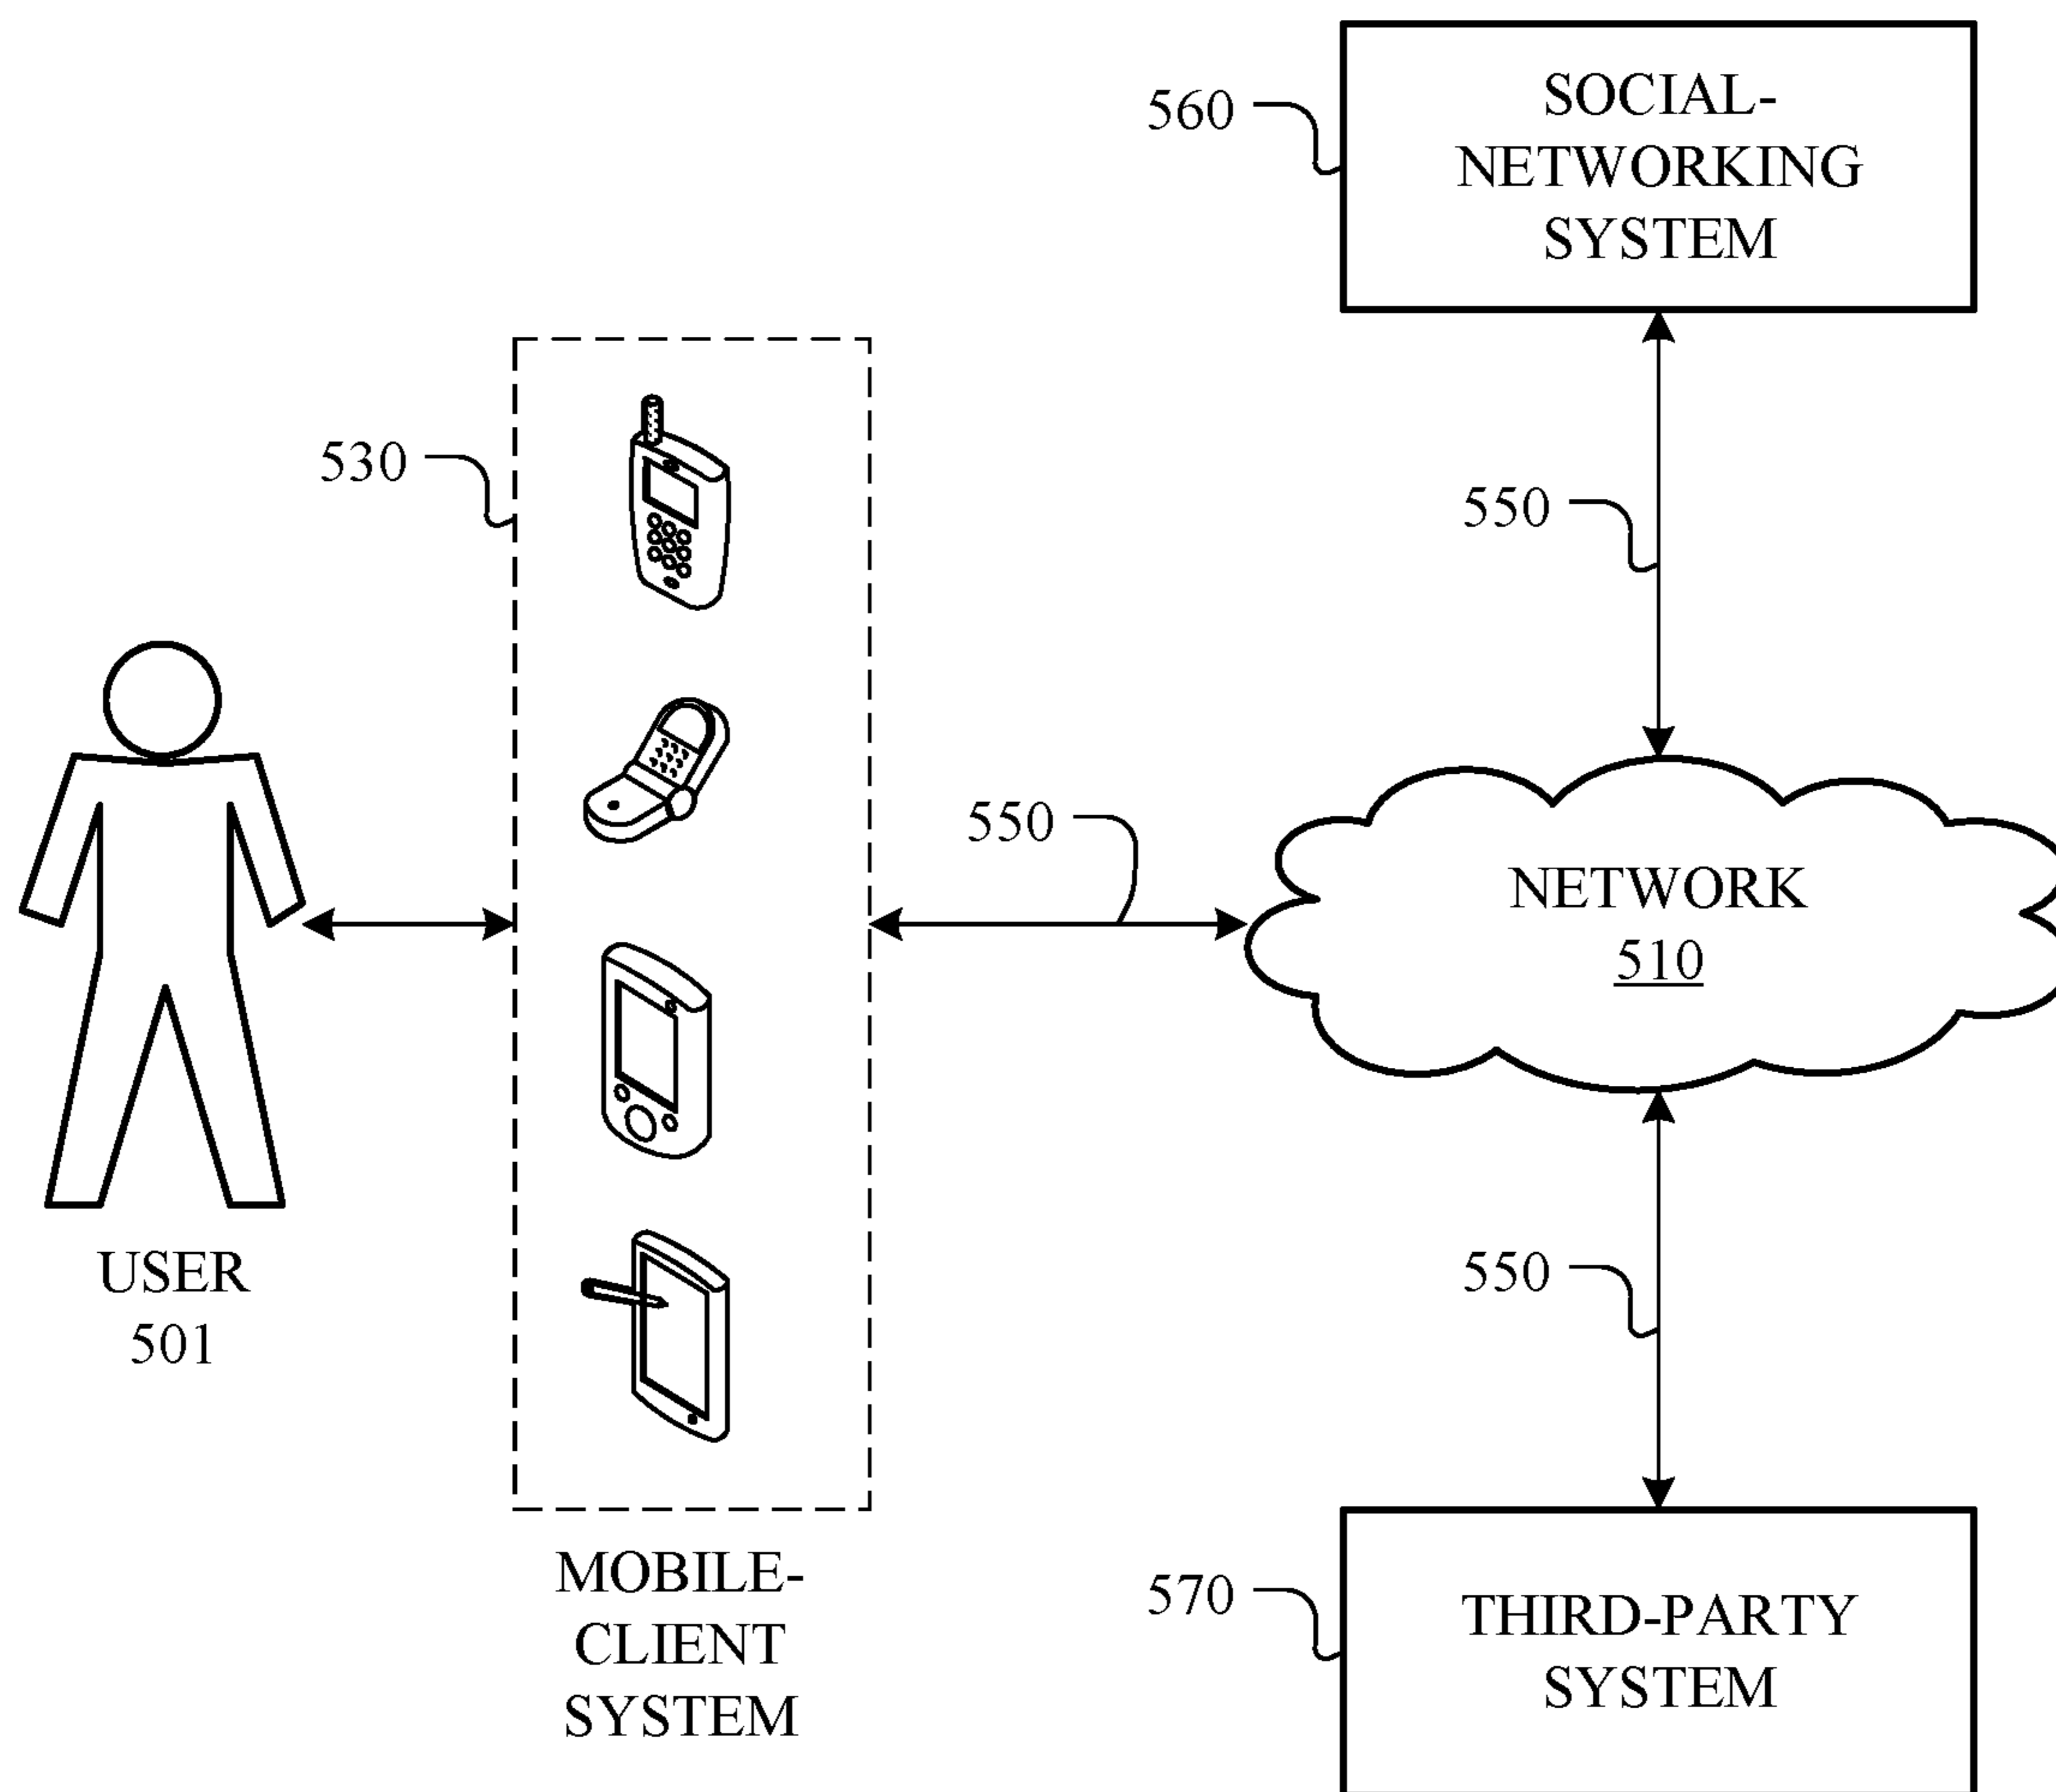 560
SOCIAL-
NETWORKING
SYSTEM
530
550
550
NETWORK
510
USER
501
550
MOBILE-
CLIENT
SYSTEM
570
THIRD-PARTY
SYSTEM